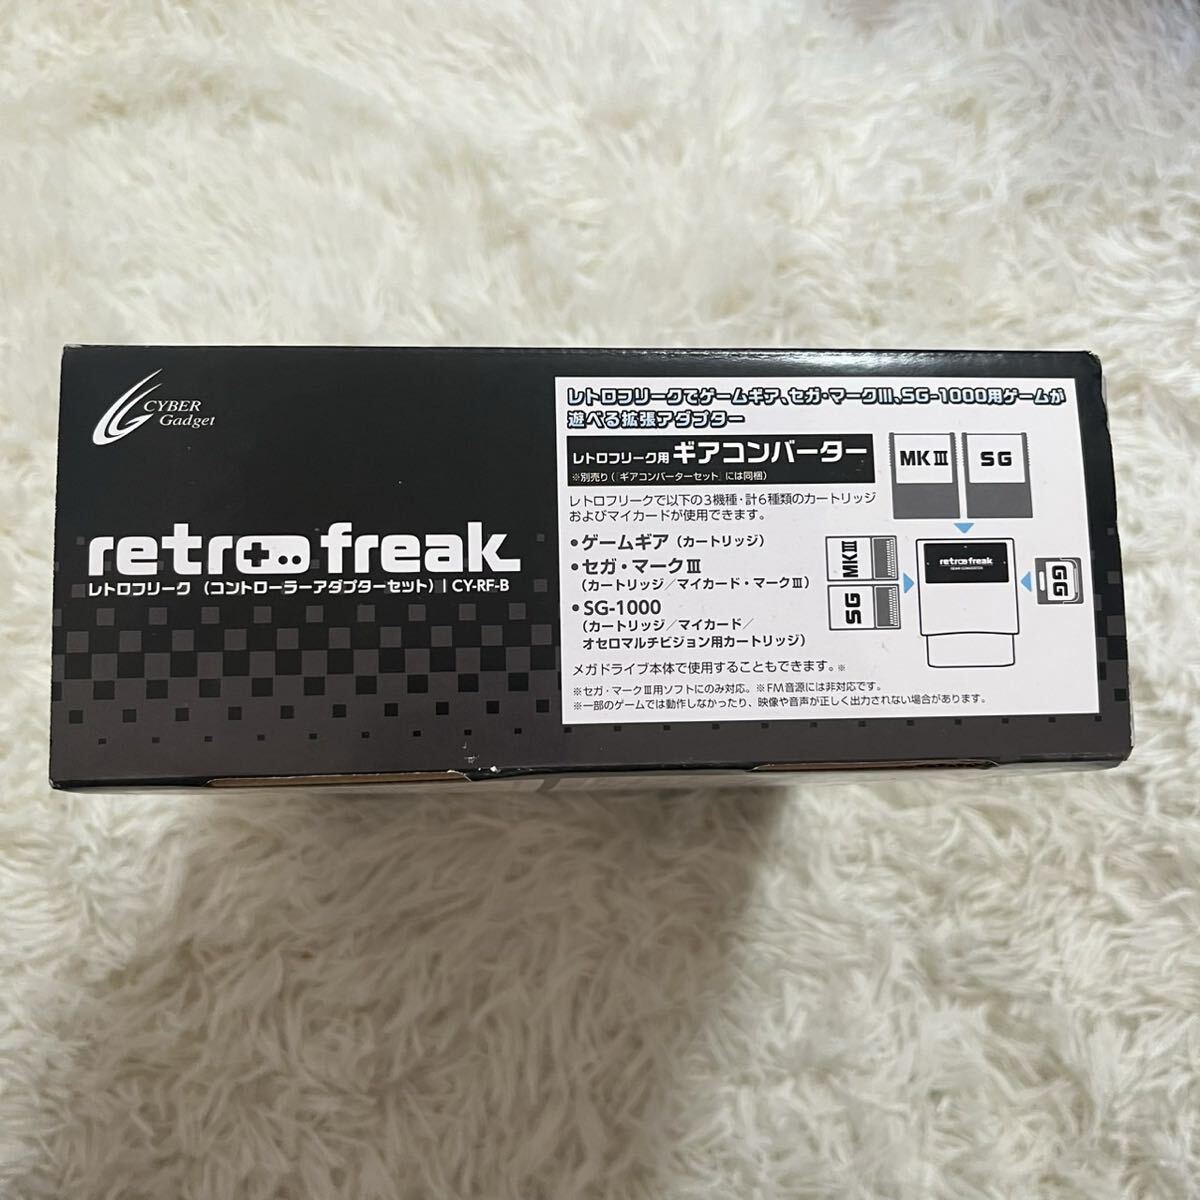 CYBER
Gadget
retro freak
レトロフリーク (コントローラーアダプターセット) | CY-RF-B
レトロフリークでゲームギア、セガ・マークⅢ、SG-1000用ゲームが
遊べる拡張アダプター
レトロフリーク用 ギアコンバーター
※別売り(『ギアコンバーターセット』には同梱)
レトロフリークで以下の3機種・計6種類のカートリッジ
およびマイカードが使用できます。
・ゲームギア(カートリッジ)
・セガ・マークⅢ
(カートリッジ/マイカード・マークⅢ)
・SG-1000
(カートリッジ/マイカード/
オセロマルチビジョン用カートリッジ)
メガドライブ本体で使用することもできます。※
※セガ・マークⅢ用ソフトにのみ対応。※FM音源には非対応です。
※一部のゲームでは動作しなかったり、映像や音声が正しく出力されない場合があります。
MKⅢ
SG
MKⅢ
SG
retro freak
GEAR CONVERTER
GG